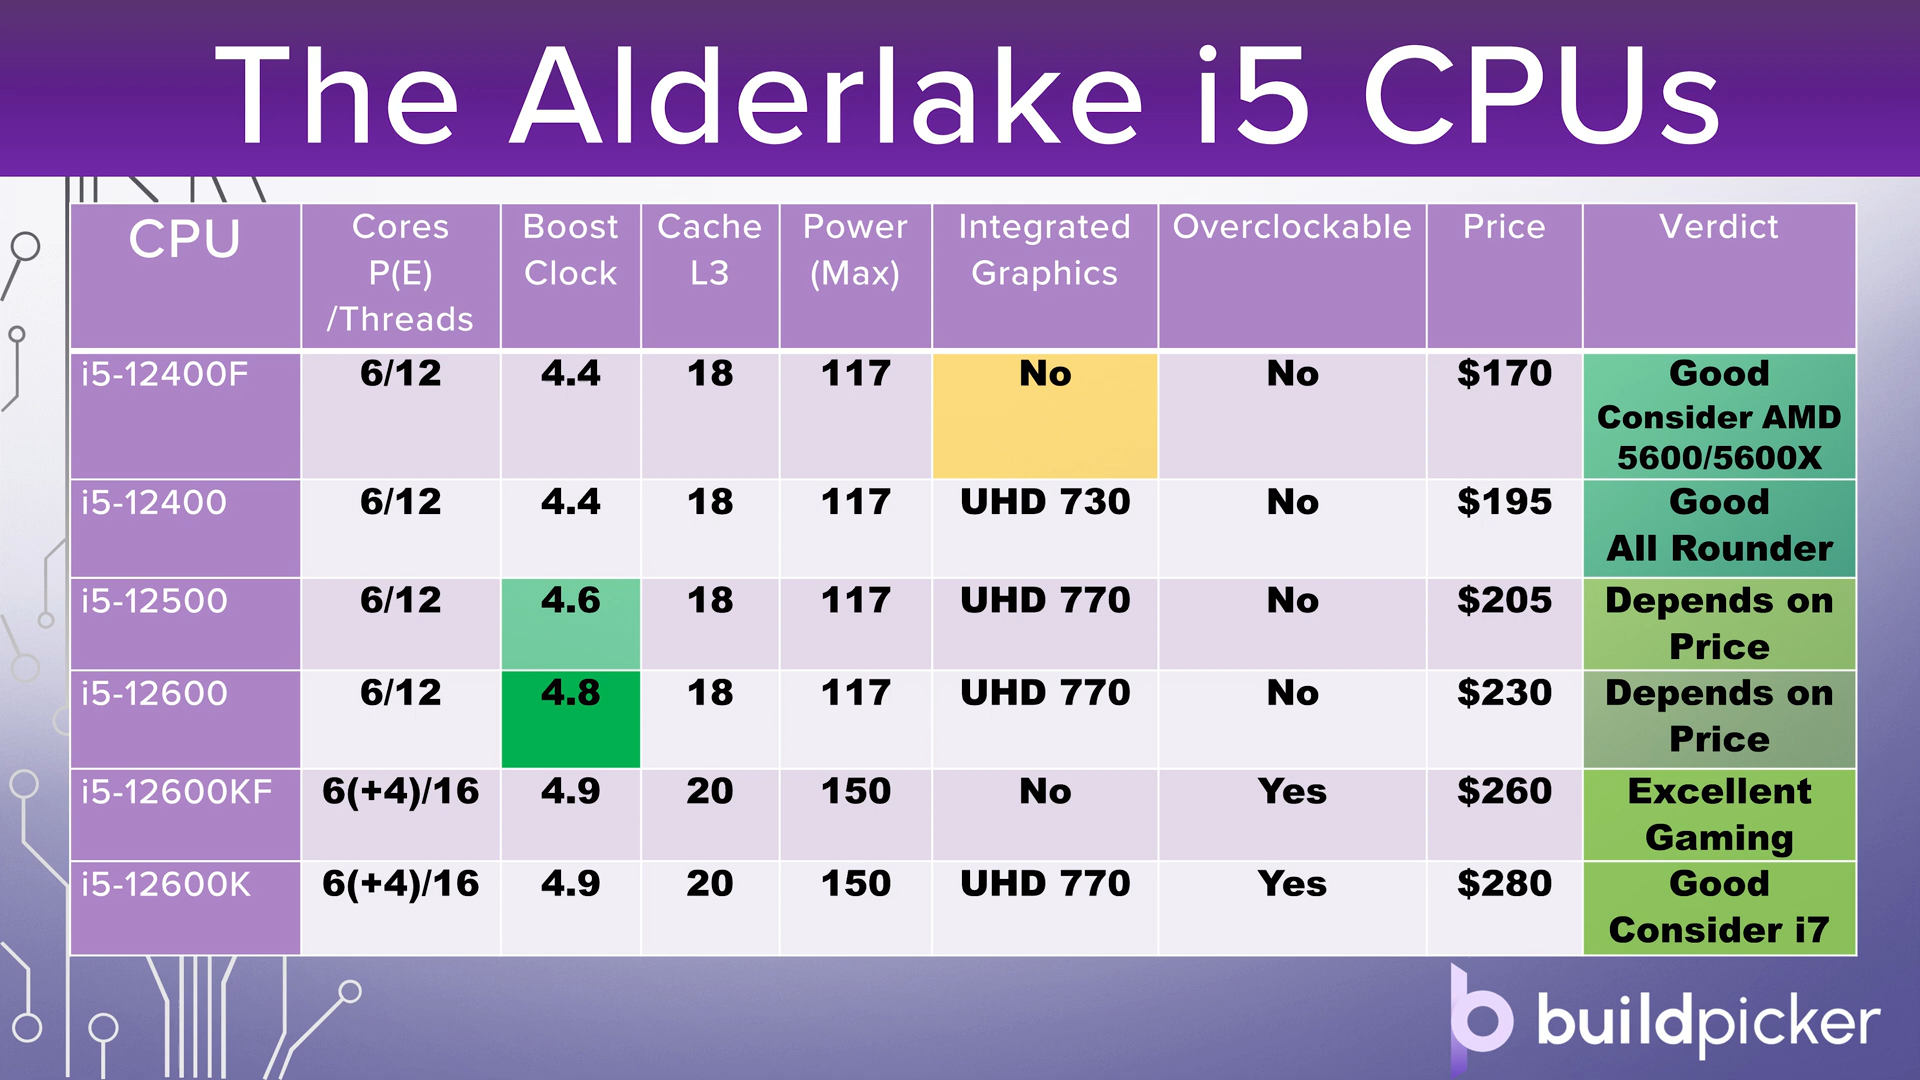 The Alderlake i5 CPUs
CPU
Cores
P(E)
/Threads
Boost
Clock
Cache
L3
Power
(Max)
Integrated
Graphics
Overclockable
Price
Verdict
i5-12400F
6/12
4.4
18
117
No
No
$170
Good
Consider AMD
5600/5600X
i5-12400
6/12
4.4
18
117
UHD 730
No
$195
Good
All Rounder
i5-12500
6/12
4.6
18
117
UHD 770
No
$205
Depends on
Price
i5-12600
6/12
4.8
18
117
UHD 770
No
$230
Depends on
Price
i5-12600KF
6(+4)/16
4.9
20
150
No
Yes
$260
Excellent
Gaming
i5-12600K
6(+4)/16
4.9
20
150
UHD 770
Yes
$280
Good
Consider i7
buildpicker